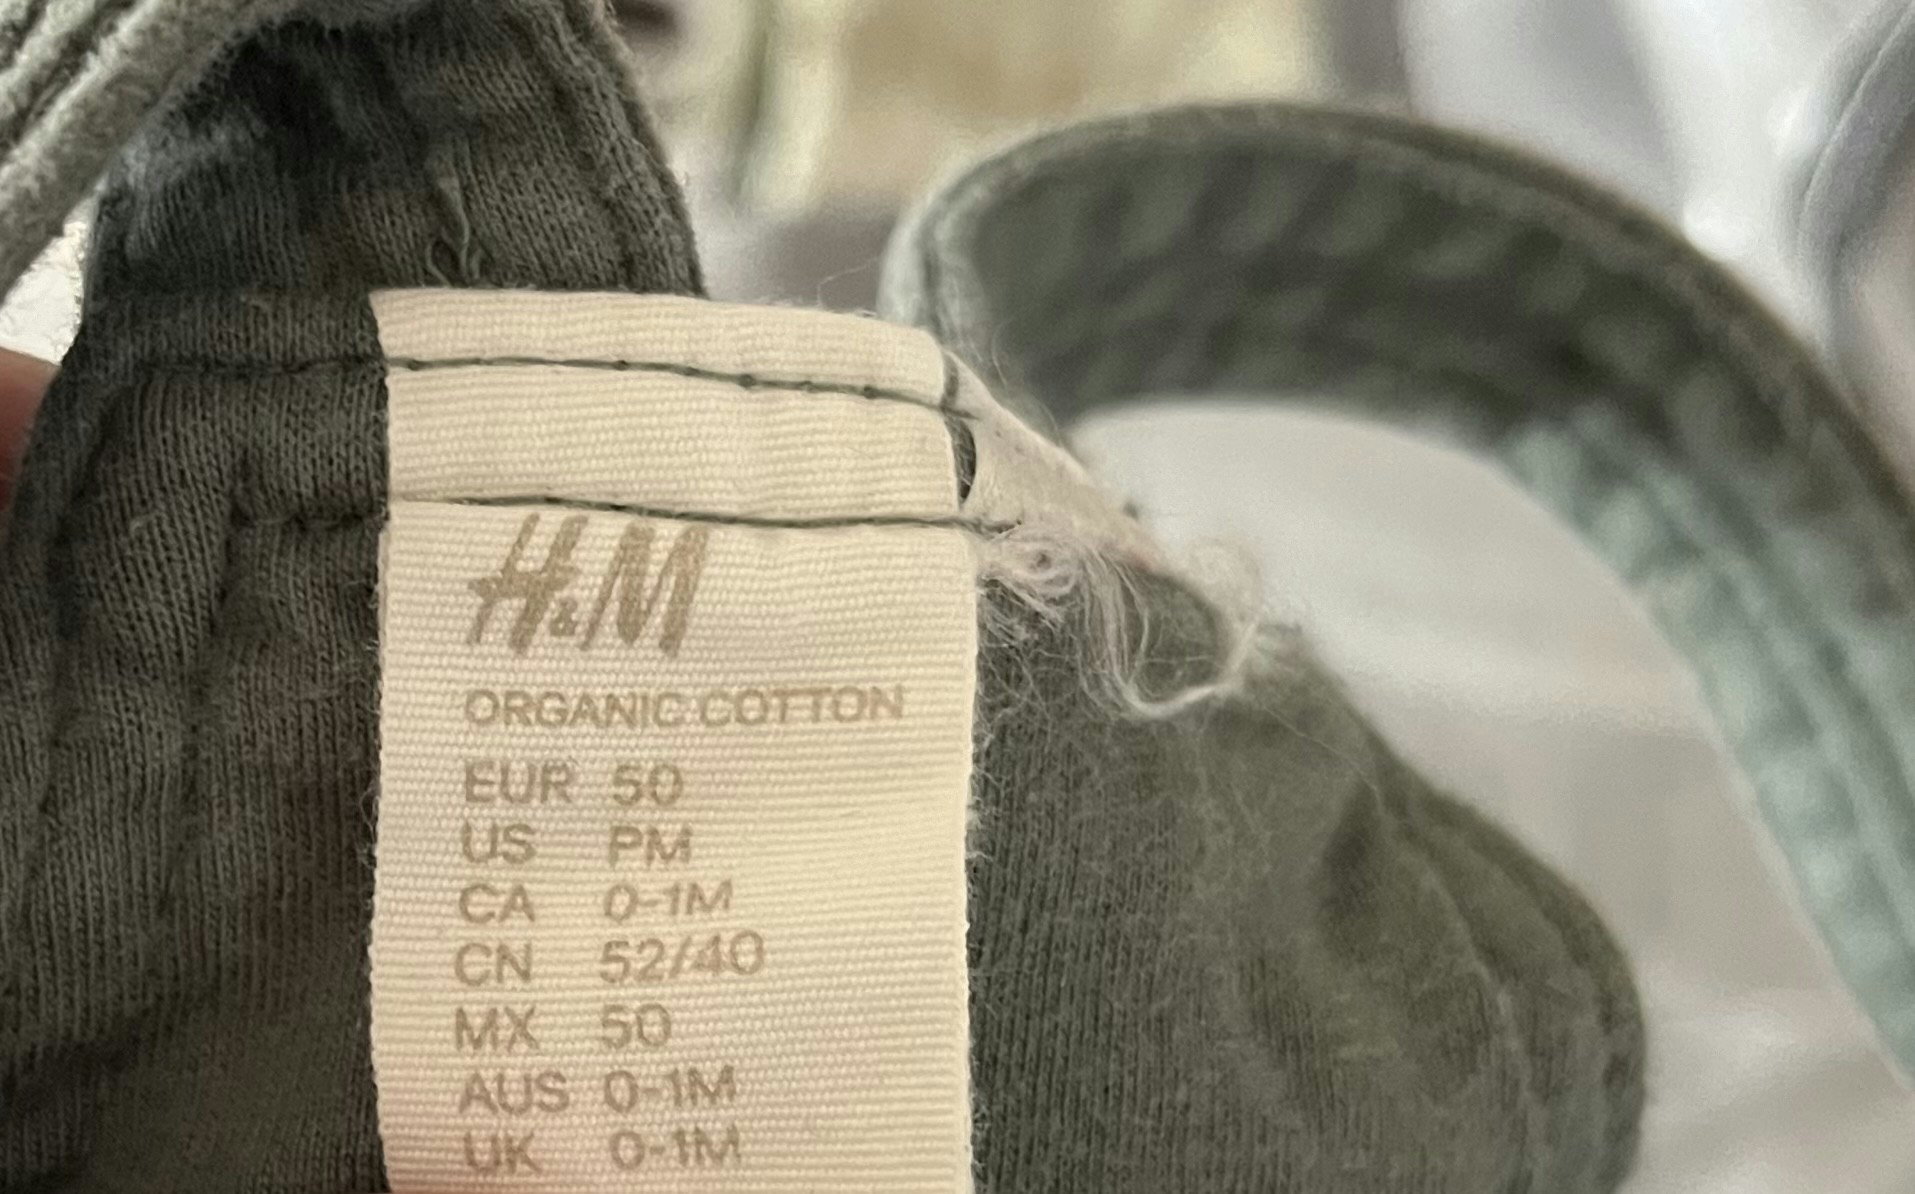 H&M
ORGANIC COTTON
EUR 50
US PM
CA 0-1M
CN 52/40
MX 50
AUS 0-1M
UK 0-1M